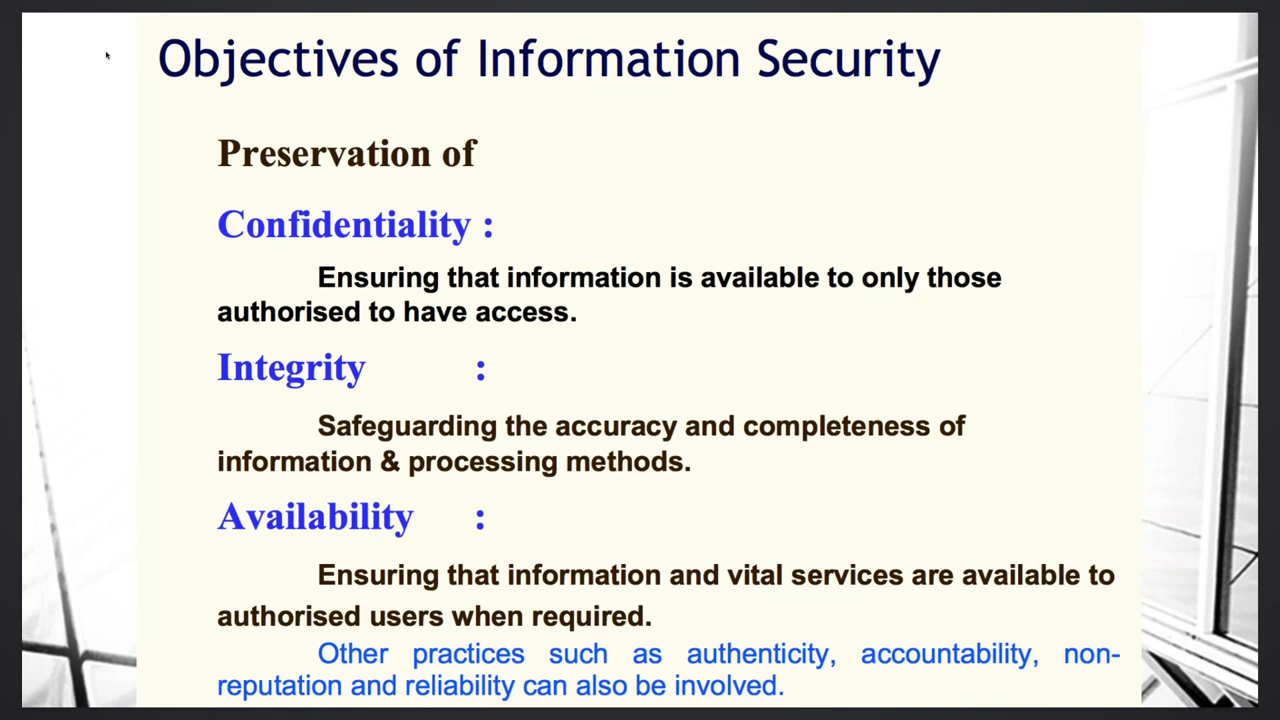 Objectives of Information Security
Preservation of
Confidentiality :
Ensuring that information is available to only those
authorised to have access.
Integrity :
Safeguarding the accuracy and completeness of
information & processing methods.
Availability :
Ensuring that information and vital services are available to
authorised users when required.
Other practices such as authenticity, accountability, non-
reputation and reliability can also be involved.